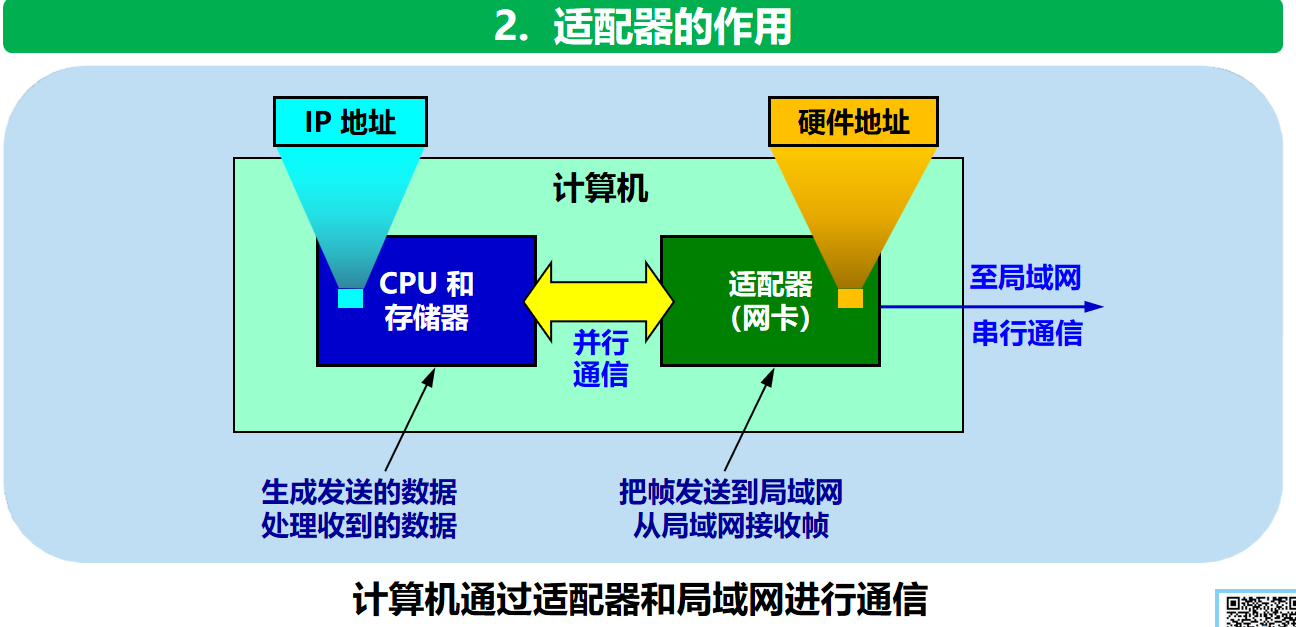 2. 适配器的作用
IP 地址
硬件地址
计算机
CPU 和
存储器
适配器
（网卡）
并行
通信
至局域网
串行通信
生成发送的数据
处理收到的数据
把帧发送到局域网
从局域网接收帧
计算机通过适配器和局域网进行通信